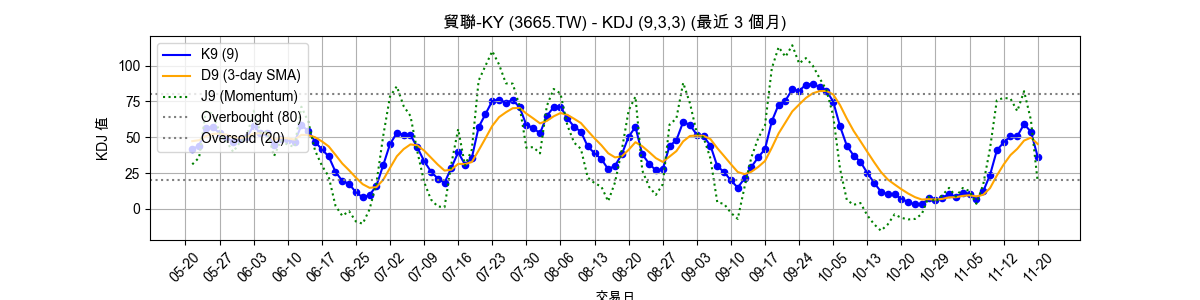 貿聯-KY (3665.TW) - KDJ (9,3,3) (最近 3 個月)
K9 (9)
D9 (3-day SMA)
J9 (Momentum)
Overbought (80)
Oversold (20)
KDJ 值
100
75
50
25
0
05-20 05-27 06-03 06-10 06-17 06-25 07-02 07-09 07-16 07-23 07-30 08-06 08-13 08-20 08-27 09-03 09-10 09-17 09-24 10-05 10-13 10-20 10-29 11-05 11-12 11-20
交易日